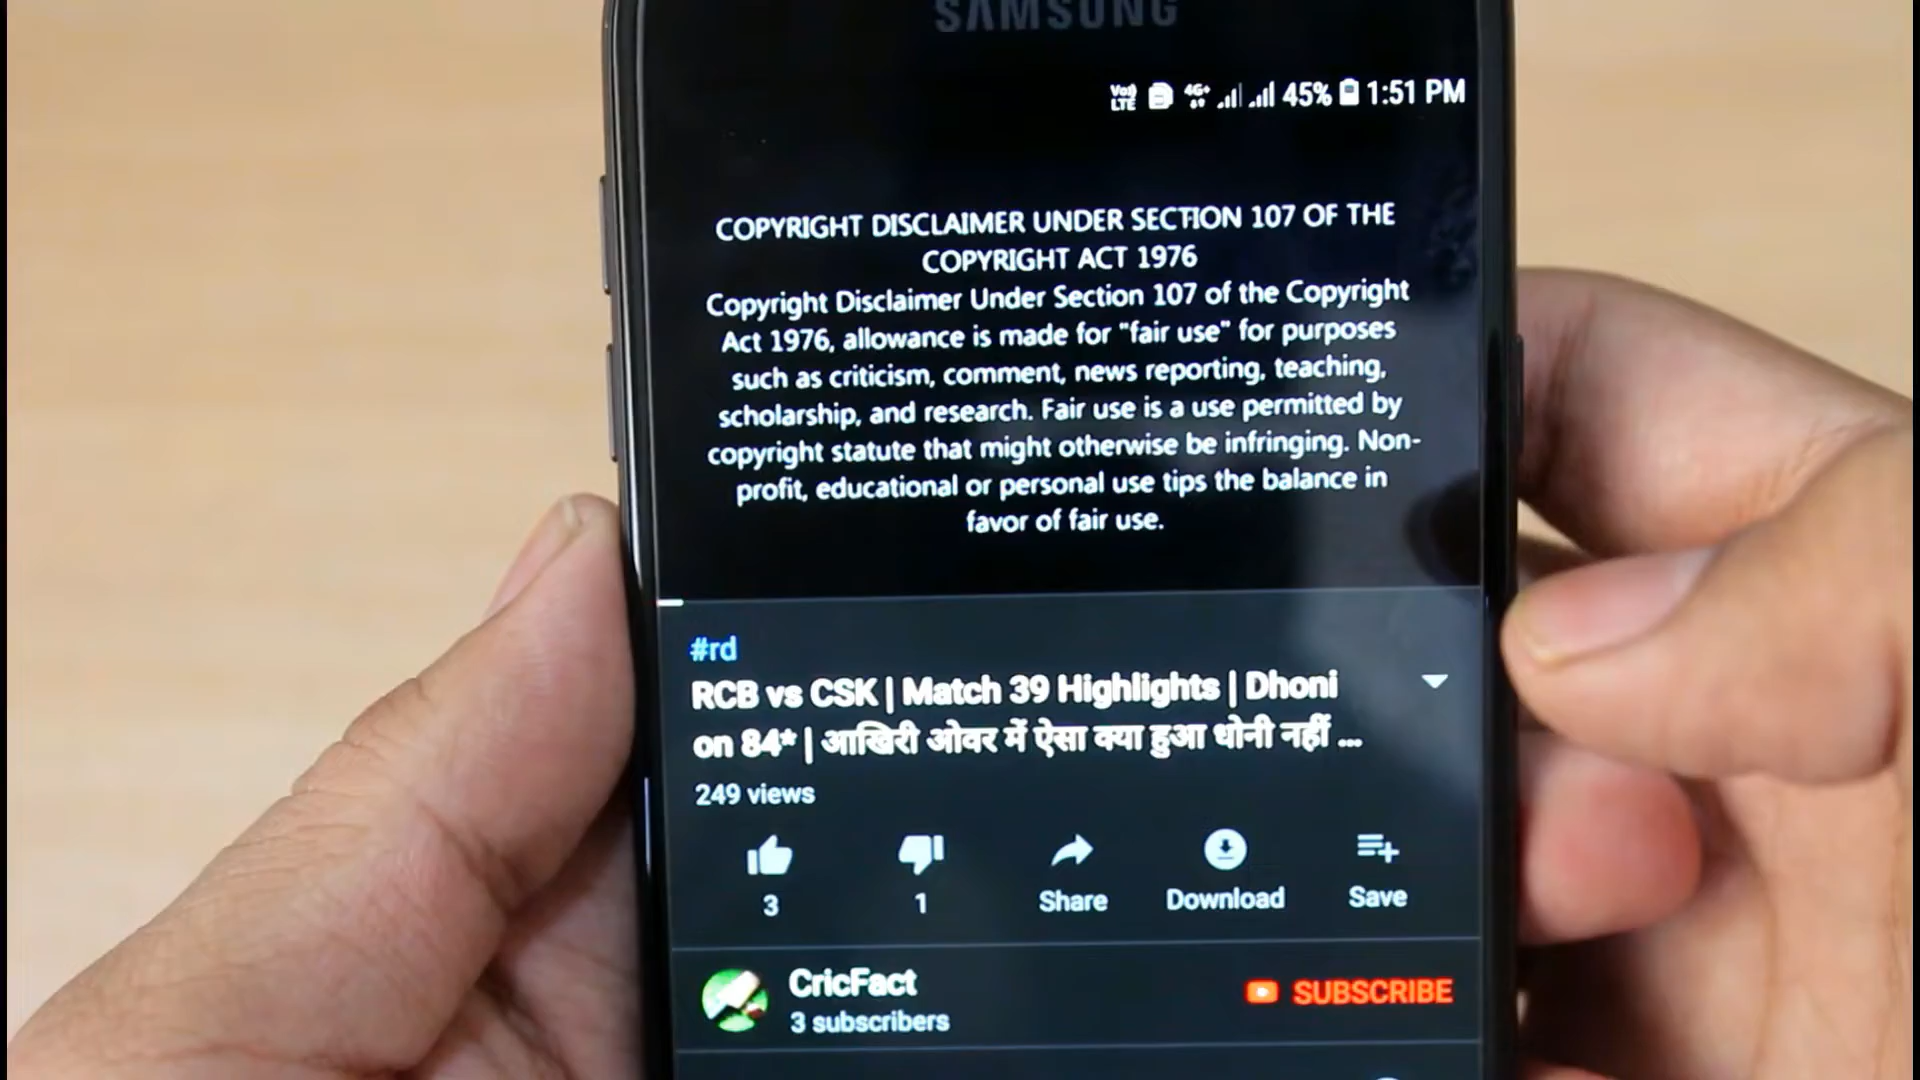 SAMSUNG
Vo)) LTE 4G+ 45% 1:51 PM
COPYRIGHT DISCLAIMER UNDER SECTION 107 OF THE
COPYRIGHT ACT 1976
Copyright Disclaimer Under Section 107 of the Copyright
Act 1976, allowance is made for "fair use" for purposes
such as criticism, comment, news reporting, teaching,
scholarship, and research. Fair use is a use permitted by
copyright statute that might otherwise be infringing. Non-
profit, educational or personal use tips the balance in
favor of fair use.
#rd
RCB vs CSK | Match 39 Highlights | Dhoni
on 84* | आखिरी ओवर में ऐसा क्या हुआ धोनी नहीं ...
249 views
3 1 Share Download Save
CricFact
SUBSCRIBE
3 subscribers